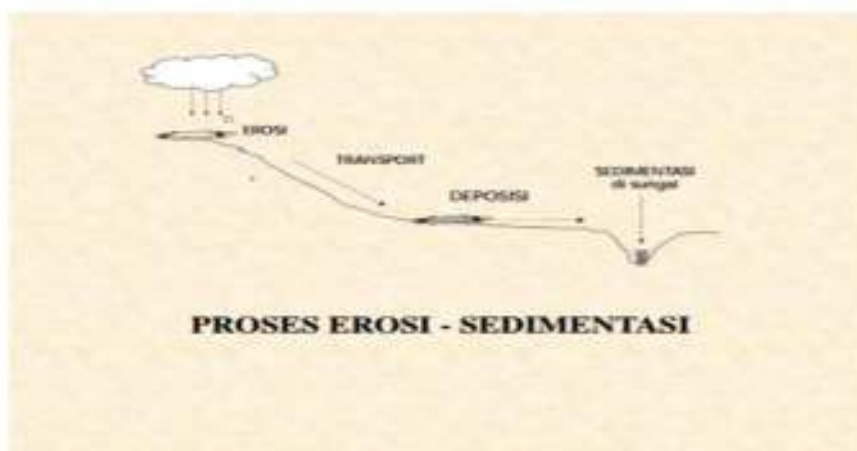 EROSI
TRANSPORT
DEPOSISI
SEDIMENTASI
di sungai
PROSES EROSI - SEDIMENTASI